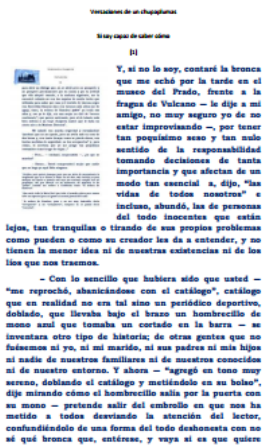 Versaciones de un chupaplumas
Si soy capaz de saber cómo
[1]
Y, si no lo soy, contaré la bronca
que me echó por la tarde en el
museo del Prado, frente a la
fragua de Vulcano — le dije a mi
amigo, no muy seguro yo de no
estar improvisando —, por tener
tan poquísimo seso y tan nulo
sentido de la responsabilidad
tomando decisiones de tanta
importancia y que afectan de un
modo tan esencial a, dijo, "las
vidas de todos nosotros" e
incluso, abundó, las de personas
del todo inocentes que están
lejos, tan tranquilas o tirando de sus propios problemas
como pueden o como su creador les da a entender, y no
tienen la menor idea ni de nuestras existencias ni de los
líos que nos traemos.
– Con lo sencillo que hubiera sido que usted —
"me reprochó, abanicándose con el catálogo", catálogo
que en realidad no era tal sino un periódico deportivo,
doblado, que llevaba bajo el brazo un hombrecillo de
mono azul que tomaba un cortado en la barra — se
inventara otro tipo de historia; de otras gentes que no
fuésemos ni yo, ni mi marido, ni sus padres ni mis hijos
ni nadie de nuestros familiares ni de nuestros conocidos
ni de nuestro entorno. Y ahora — "agregó en tono muy
sereno, doblando el catálogo y metiéndolo en su bolso",
dije mirando cómo el hombrecillo salía por la puerta con
su mono — pretende salir del embrollo en que nos ha
metido a todos desviando la atención del lector,
confundiéndolo de una forma del todo deshonesta con no
sé qué bronca que, entérese, y vaya si es que quiera